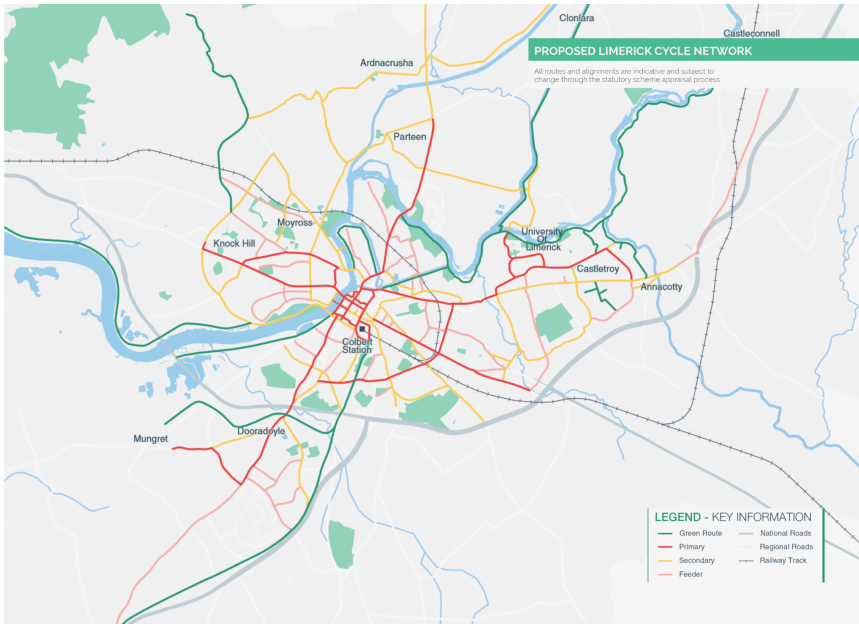 Clonlara
Castleconnell
PROPOSED LIMERICK CYCLE NETWORK
All routes and alignments are indicative and subject to
change through the statutory scheme appraisal process.
Ardnacrusha
Parteen
Moyross
Knock Hill
University
Of
Limerick
Castletroy
Annacotty
Colbert
Station
Dooradoyle
Mungret
LEGEND - KEY INFORMATION
Green Route
National Roads
Primary
Regional Roads
Secondary
Railway Track
Feeder